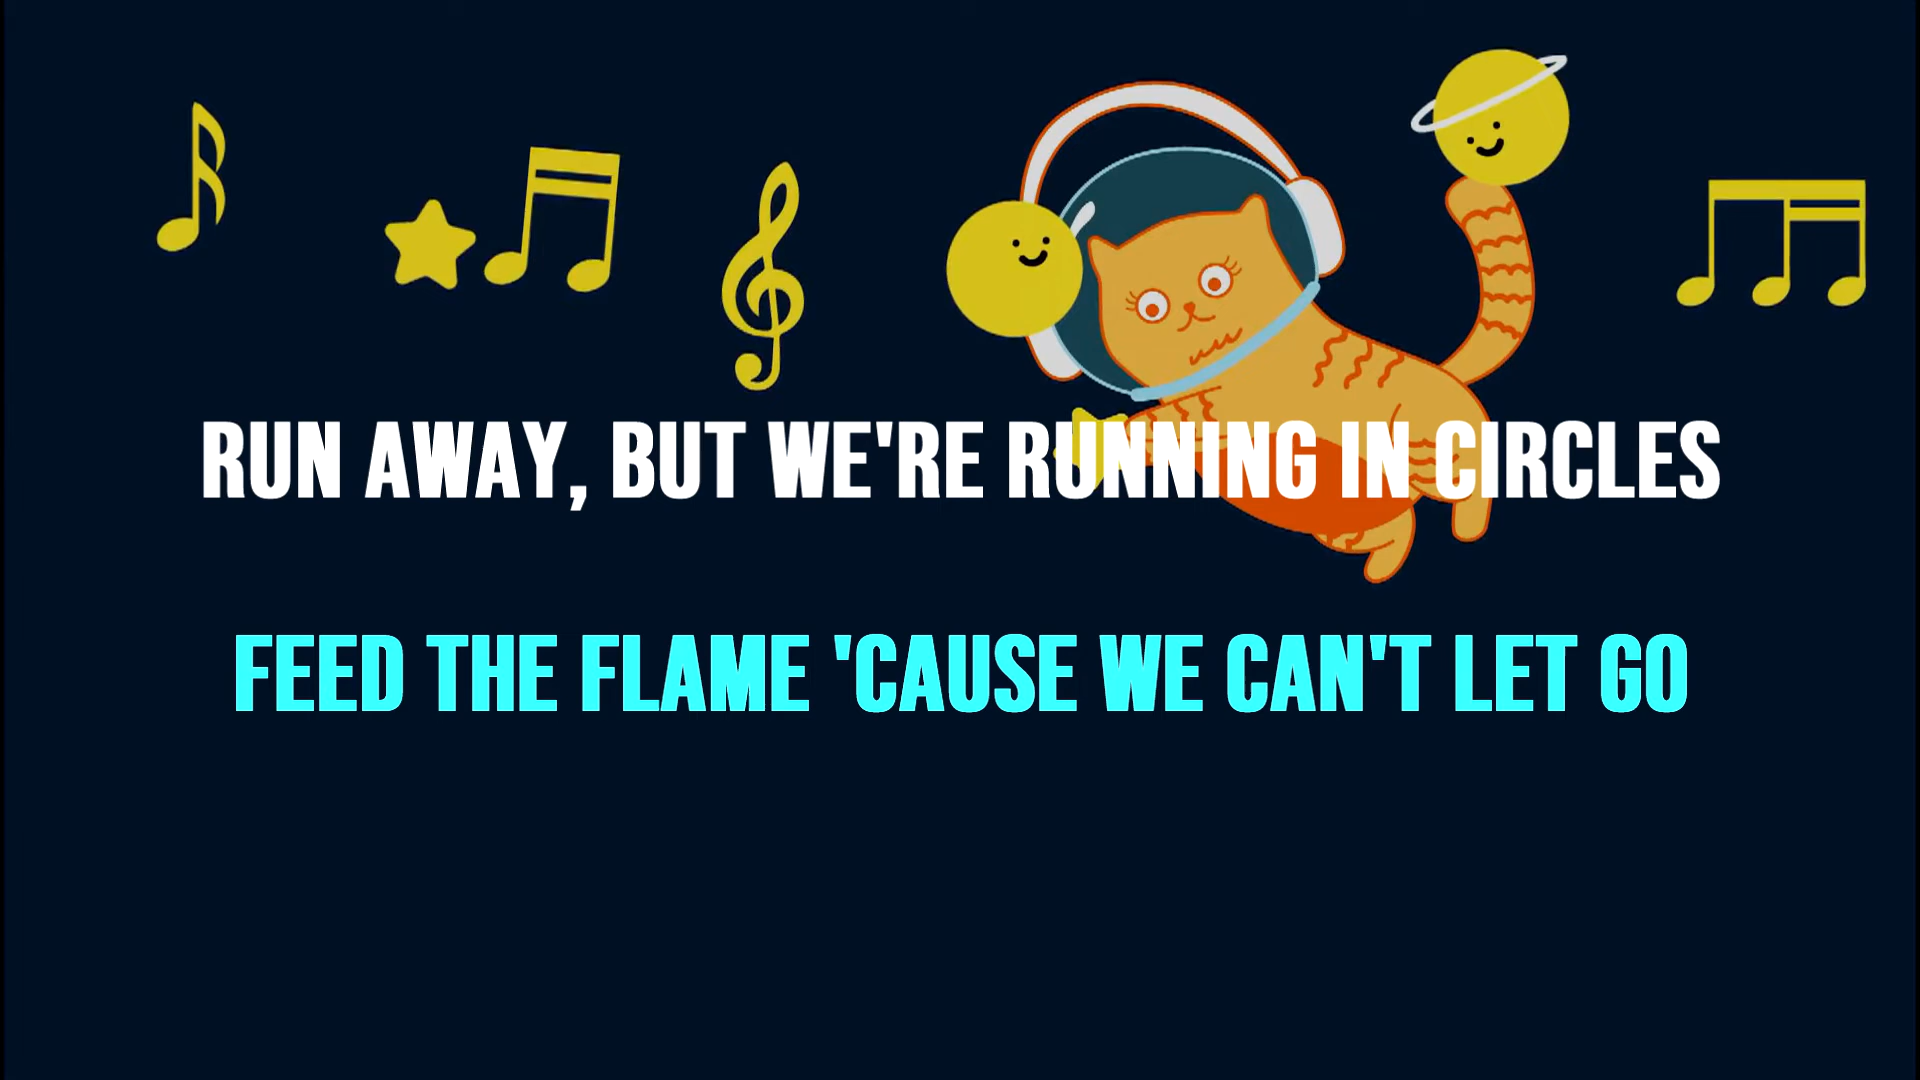 RUN AWAY, BUT WE'RE RUNNING IN CIRCLES
FEED THE FLAME 'CAUSE WE CAN'T LET GO